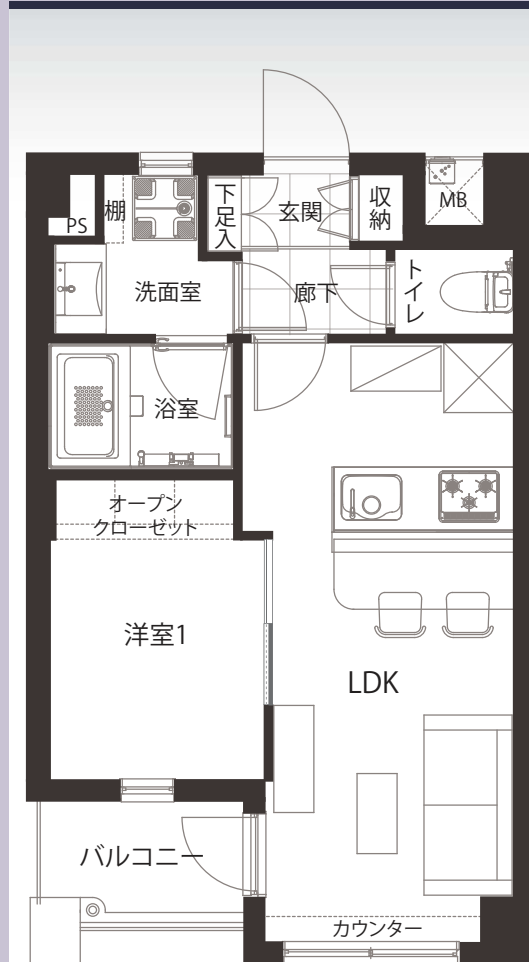 PS
棚
下足入
玄関
収納
MB
洗面室
廊下
トイレ
浴室
オープン
クローゼット
洋室1
LDK
バルコニー
カウンター